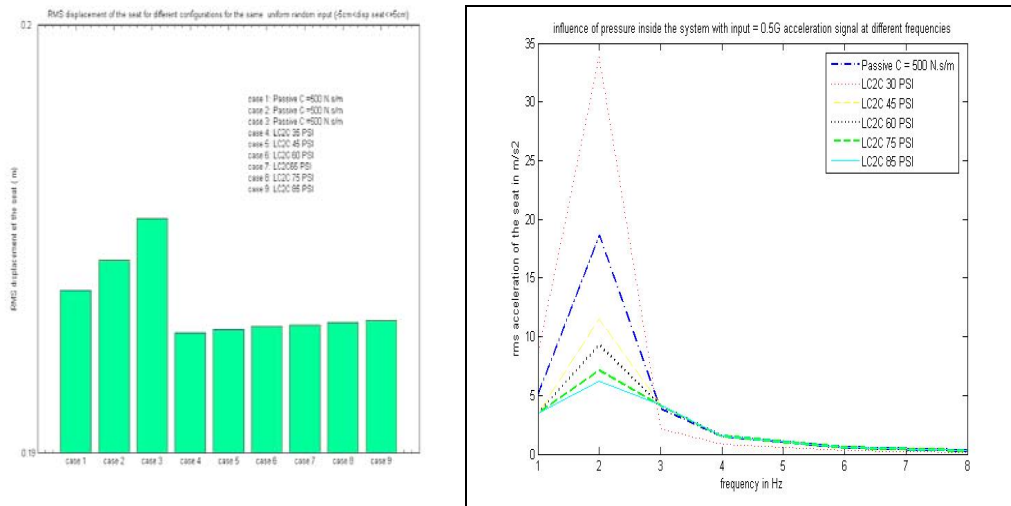 RMS displacement of the seat for different configurations for the same uniform random input (-5cm<disp seat<+5cm)
0.2
case 1: Passive C =500 N.s/m
case 2: Passive C=500 N.s/m
case 3: Passive C=500 N.s/m
case 4: LC2C 35 PSI
case 5: LC2C 45 PSI
case 6: LC2C 60 PSI
case 7: LC2C65 PSI
case 8: LC2C 75 PSI
case 9: LC2C 85 PSI
RMS displacement of the seat ( m)
0.19
case 1 case 2 case 3 case 4 case 5 case 6 case 7 case 8 case 9
influence of pressure inside the system with input = 0.5G acceleration signal at different frequencies
35
30
25
20
15
10
5
0
Passive C = 500 N.s/m
LC2C 30 PSI
LC2C 45 PSI
LC2C 60 PSI
LC2C 75 PSI
LC2C 85 PSI
rms acceleration of the seat in m/s2
1 2 3 4 5 6 7 8
frequency in Hz